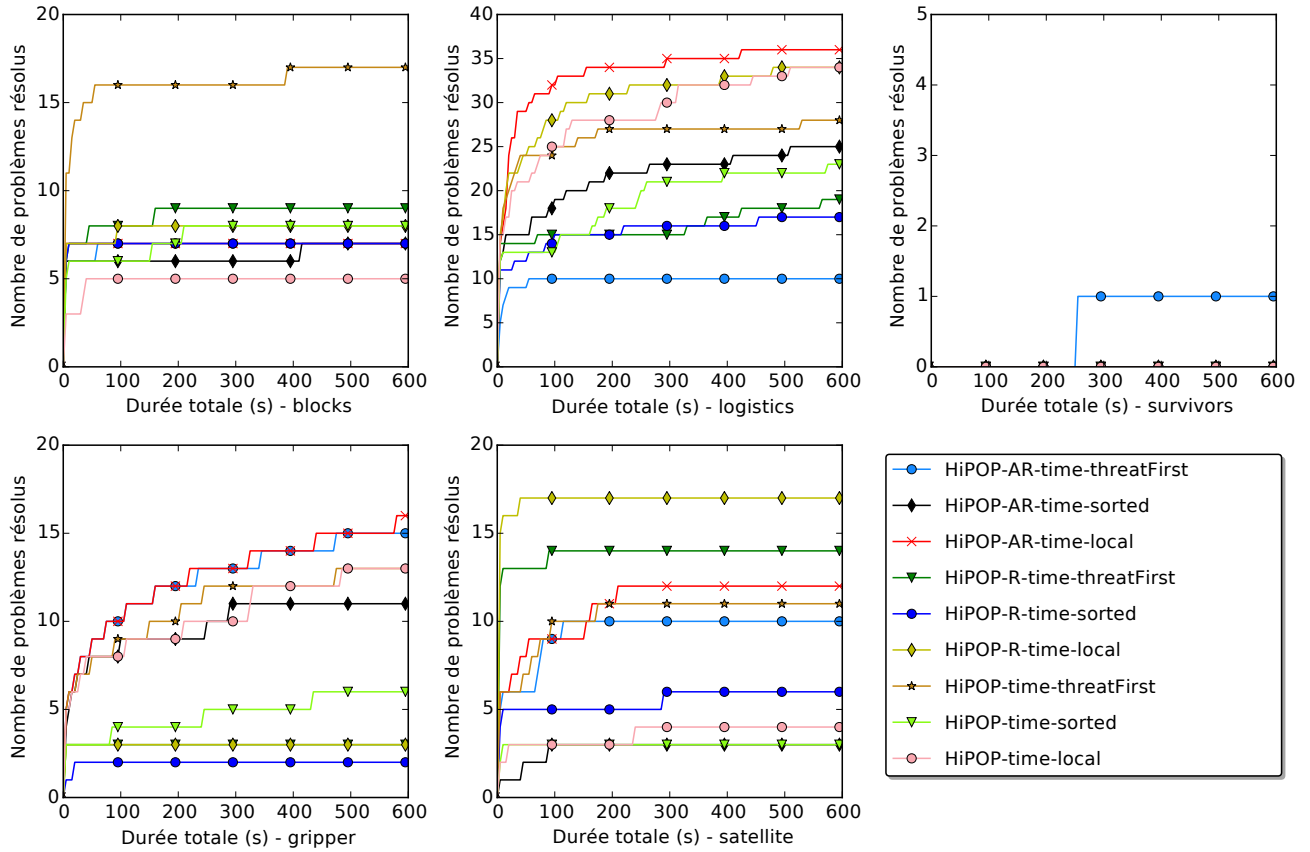 Nombre de problèmes résolus
20
15
10
5
0
0 100 200 300 400 500 600
Durée totale (s) - blocks
Nombre de problèmes résolus
40
35
30
25
20
15
10
5
0
0 100 200 300 400 500 600
Durée totale (s) - logistics
Nombre de problèmes résolus
5
4
3
2
1
0
0 100 200 300 400 500 600
Durée totale (s) - survivors
Nombre de problèmes résolus
20
15
10
5
0
0 100 200 300 400 500 600
Durée totale (s) - gripper
Nombre de problèmes résolus
20
15
10
5
0
0 100 200 300 400 500 600
Durée totale (s) - satellite
HiPOP-AR-time-threatFirst
HiPOP-AR-time-sorted
HiPOP-AR-time-local
HiPOP-R-time-threatFirst
HiPOP-R-time-sorted
HiPOP-R-time-local
HiPOP-time-threatFirst
HiPOP-time-sorted
HiPOP-time-local